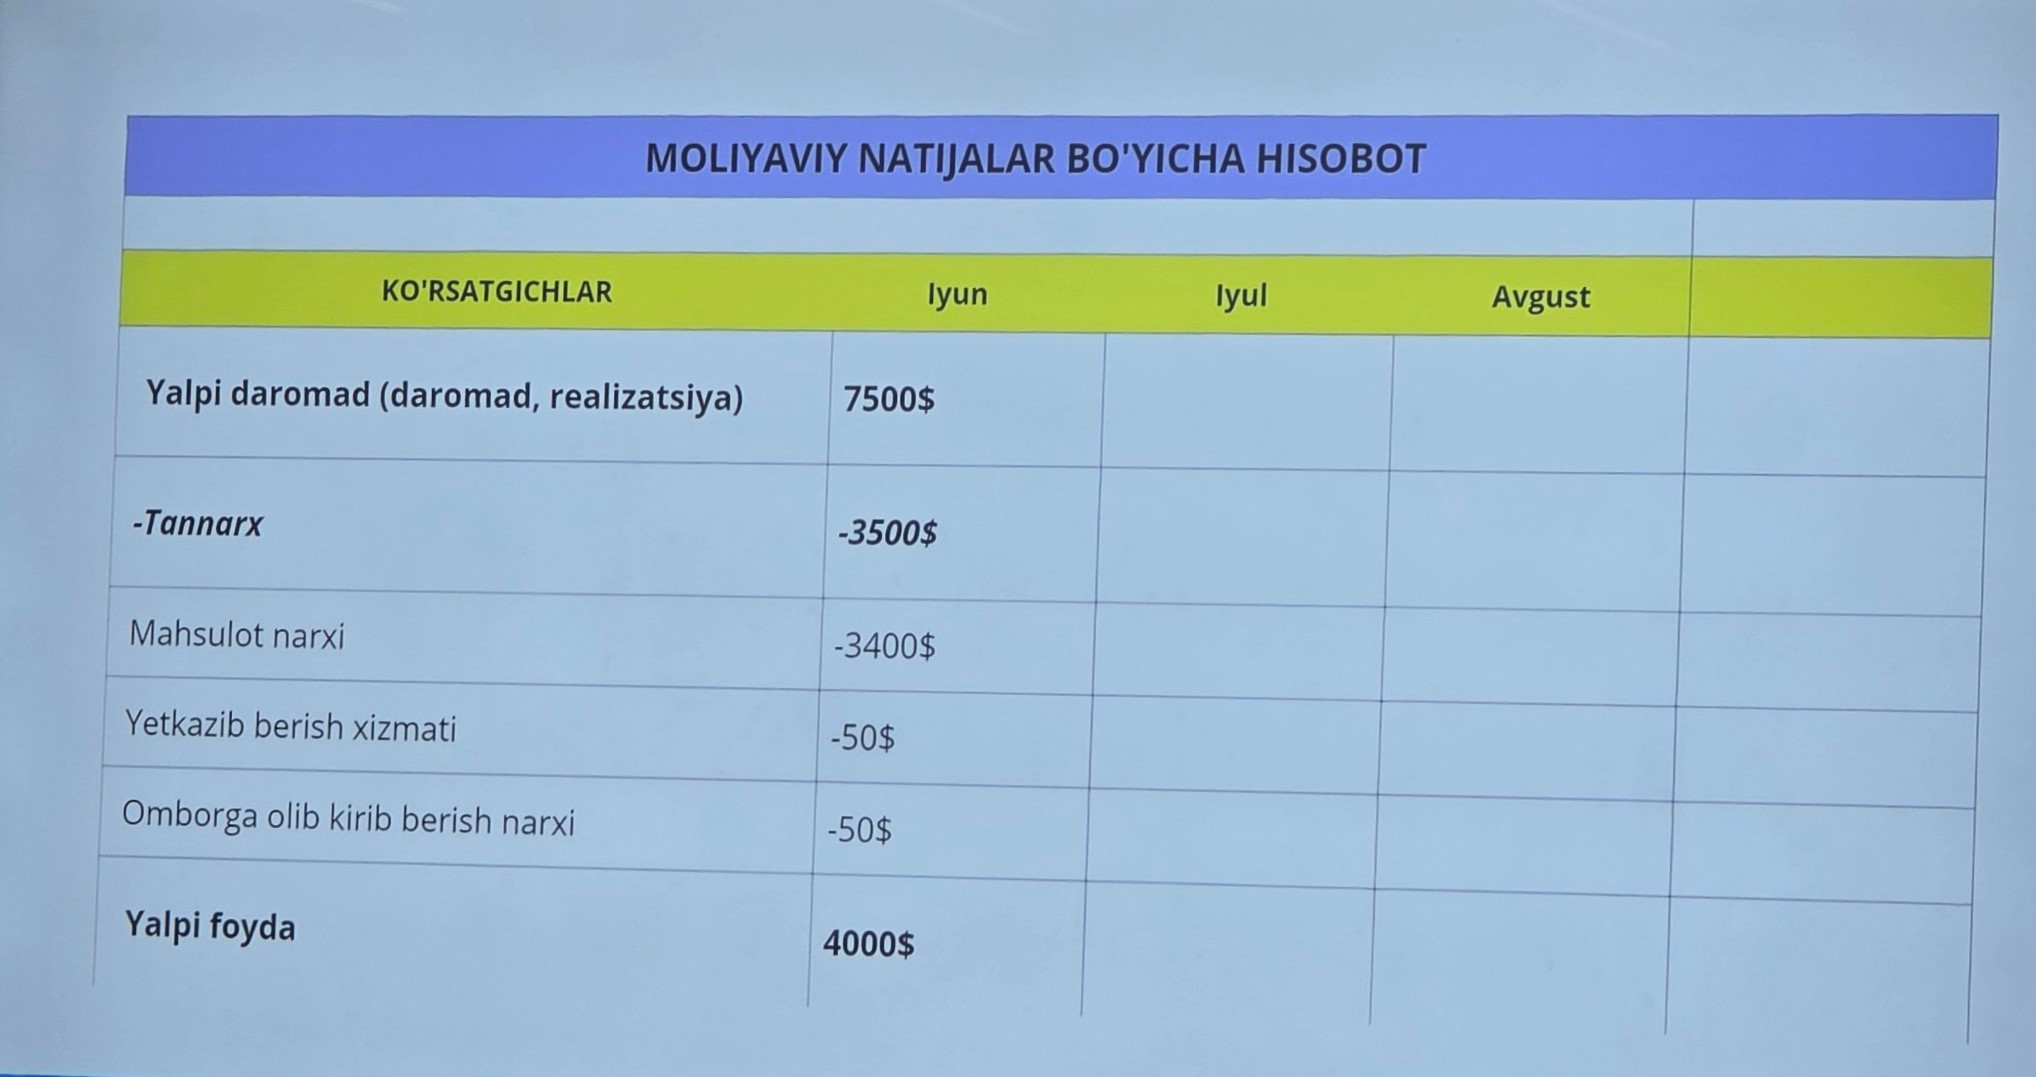 MOLIYAVIY NATIJALAR BO'YICHA HISOBOT
KO'RSATGICHLAR Iyun Iyul Avgust
Yalpi daromad (daromad, realizatsiya) 7500$
-Tannarx -3500$
Mahsulot narxi -3400$
Yetkazib berish xizmati -50$
Omborga olib kirib berish narxi -50$
Yalpi foyda 4000$